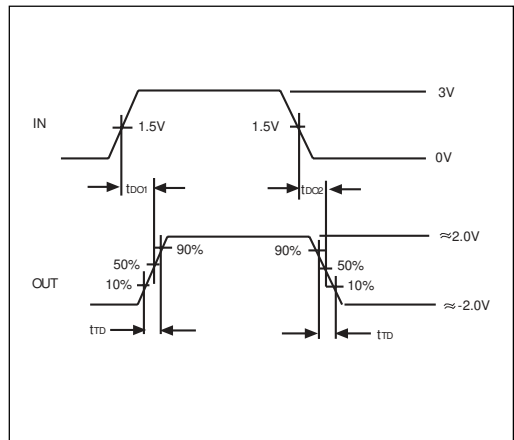 3V
IN
1.5V
1.5V
0V
tDO1
tDO2
≈2.0V
90%
90%
50%
50%
OUT
10%
10%
≈-2.0V
tTD
tTD